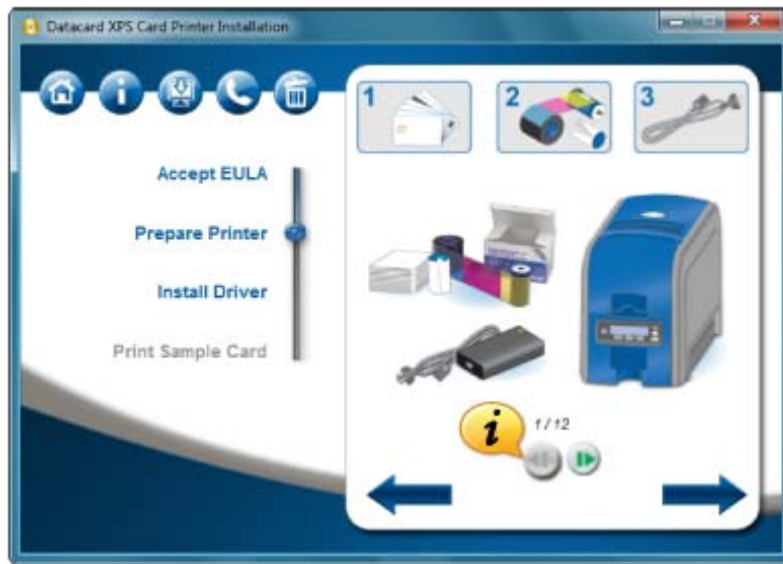 Datacard XPS Card Printer Installation
1
2
3
Accept EULA
Prepare Printer
Install Driver
Print Sample Card
i
1 / 12